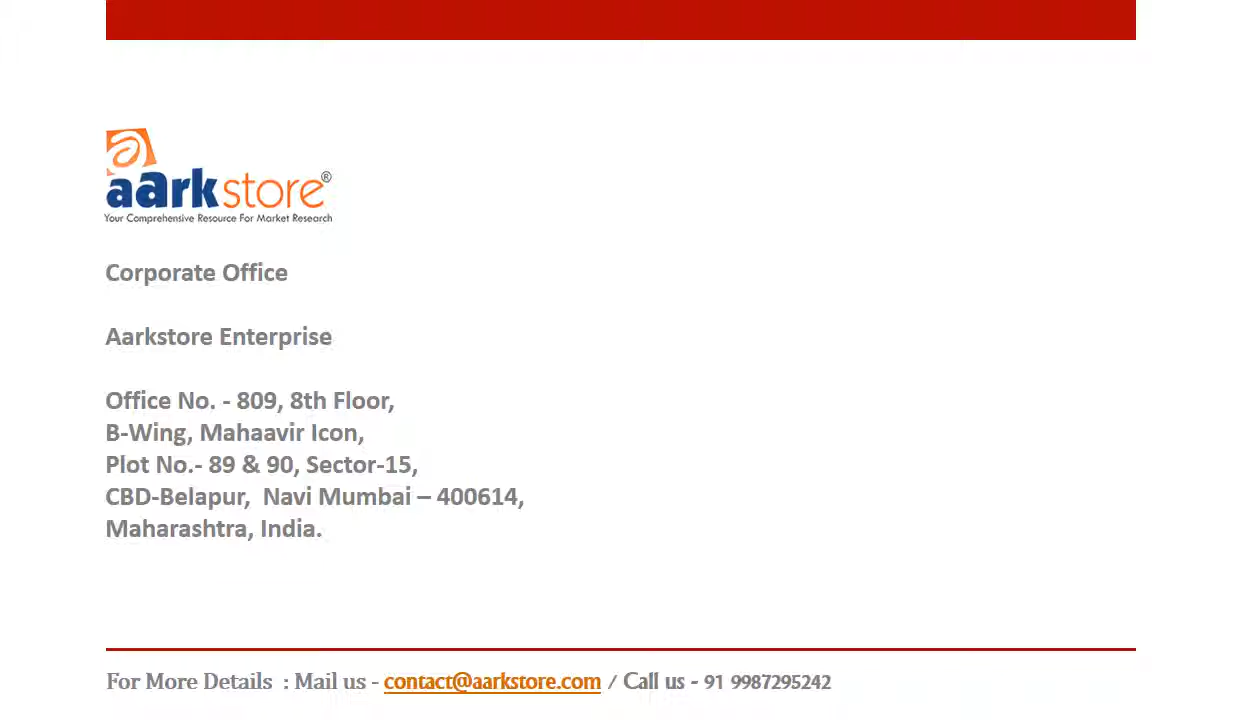 aarkstore®
Your Comprehensive Resource For Market Research
Corporate Office
Aarkstore Enterprise
Office No. - 809, 8th Floor,
B-Wing, Mahaavir Icon,
Plot No.- 89 & 90, Sector-15,
CBD-Belapur,  Navi Mumbai – 400614,
Maharashtra, India.
For More Details  : Mail us - contact@aarkstore.com / Call us - 91 9987295242